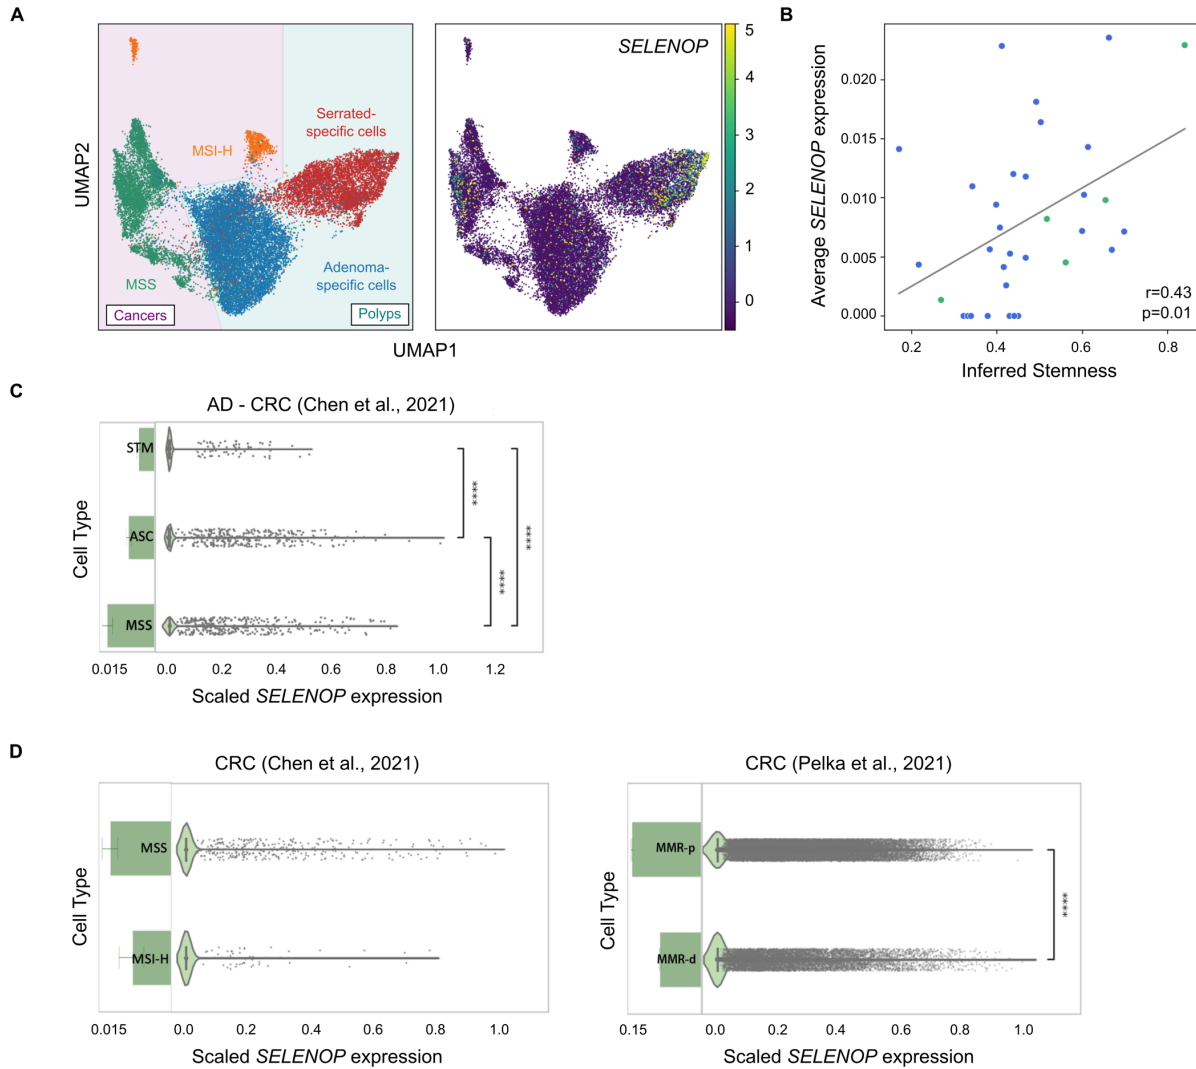 A
B
UMAP2
MSI-H
Serrated-
specific cells
MSS
Adenoma-
specific cells
Cancers
Polyps
SELENOP
5
4
3
2
1
0
UMAP1
Average SELENOP expression
0.020
0.015
0.010
0.005
0.000
r=0.43
p=0.01
0.2
0.4
0.6
0.8
Inferred Stemness
C
AD - CRC (Chen et al., 2021)
Cell Type
STM
ASC
MSS
****
****
****
0.015
0.0
0.2
0.4
0.6
0.8
1.0
1.2
Scaled SELENOP expression
D
CRC (Chen et al., 2021)
Cell Type
MSS
MSI-H
0.015
0.0
0.2
0.4
0.6
0.8
1.0
Scaled SELENOP expression
CRC (Pelka et al., 2021)
Cell Type
MMR-p
MMR-d
****
0.15
0.0
0.2
0.4
0.6
0.8
1.0
Scaled SELENOP expression